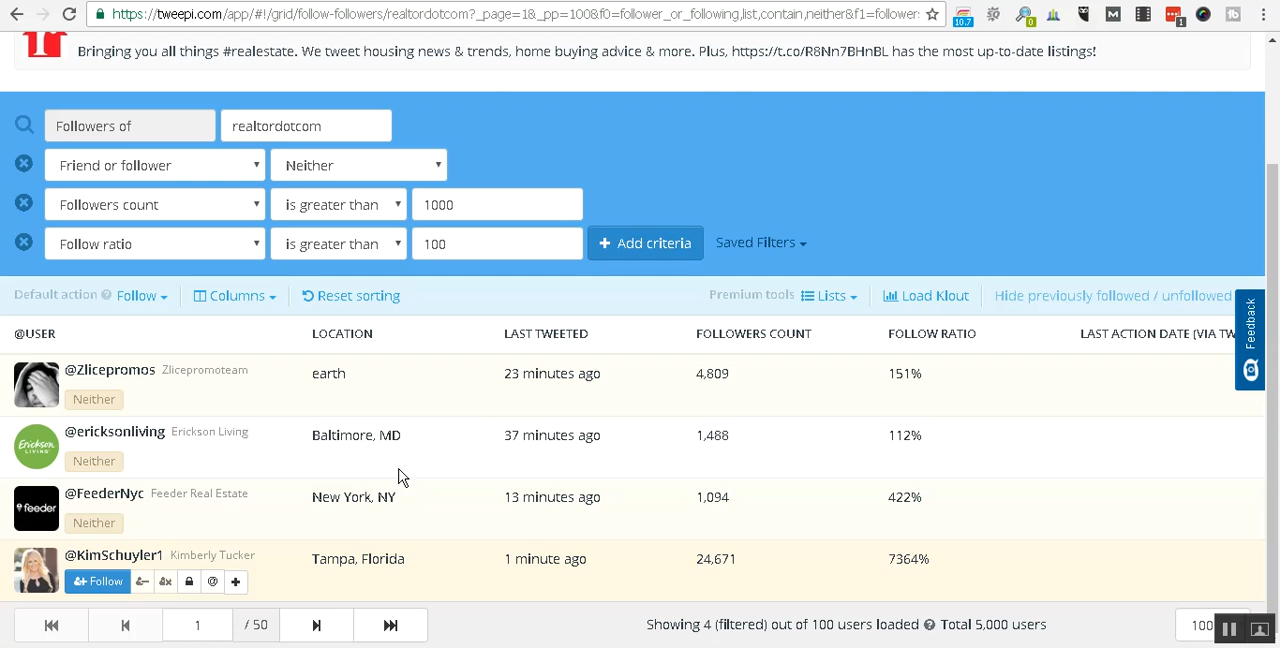 https://tweepi.com/app/#!/grid/follow-followers/realtordotcom?_page=1&_pp=100&f0=follower_or_following,list,contain,neither&f1=follower:
10.7
0
1
Bringing you all things #realestate. We tweet housing news & trends, home buying advice & more. Plus, https://t.co/R8Nn7BHnBL has the most up-to-date listings!
Followers of realtordotcom
Friend or follower Neither
Followers count is greater than 1000
Follow ratio is greater than 100 + Add criteria Saved Filters
Default action Follow Columns Reset sorting Premium tools Lists Load Klout Hide previously followed / unfollowed
Feedback
@USER LOCATION LAST TWEETED FOLLOWERS COUNT FOLLOW RATIO LAST ACTION DATE (VIA TW
@Zlicepromos Zlicepromoteam earth 23 minutes ago 4,809 151%
Neither
@ericksonliving Erickson Living Baltimore, MD 37 minutes ago 1,488 112%
Neither
@FeederNyc Feeder Real Estate New York, NY 13 minutes ago 1,094 422%
Neither
@KimSchuyler1 Kimberly Tucker Tampa, Florida 1 minute ago 24,671 7364%
Follow
Erickson
LIVING
feeder
1 / 50 Showing 4 (filtered) out of 100 users loaded Total 5,000 users 100